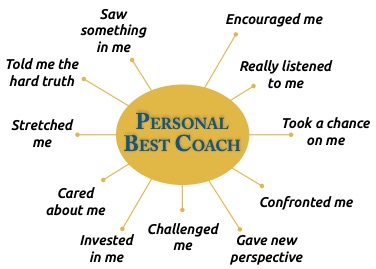 Saw
something
in me
Encouraged me
Told me the
hard truth
Really listened
to me
Stretched
me
PERSONAL
BEST COACH
Took a chance
on me
Cared
about me
Confronted me
Invested
in me
Challenged
me
Gave new
perspective